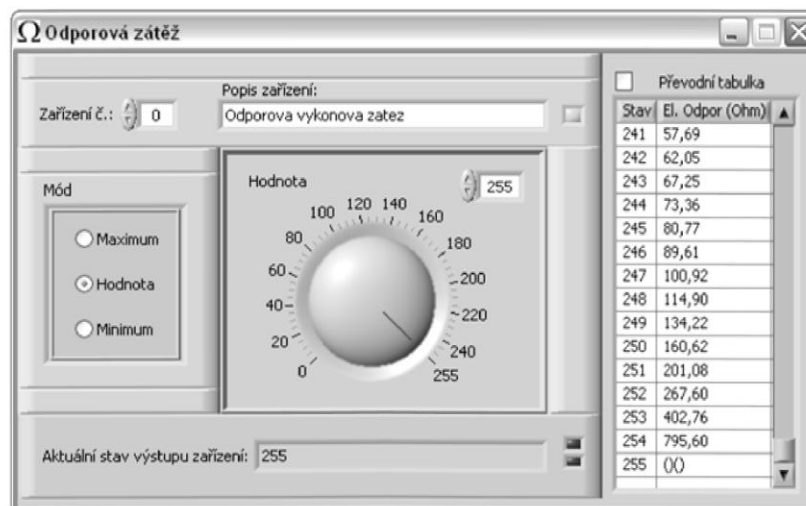 Ω Odporová zátěž
Zařízení č.: 0
Popis zařízení:
Odporova vykonova zatez
Mód
Maximum
Hodnota
Minimum
Hodnota 255
0 20 40 60 80 100 120 140 160 180 200 220 240 255
Aktuální stav výstupu zařízení: 255
Převodní tabulka
Stav El. Odpor (Ohm)
241 57,69
242 62,05
243 67,25
244 73,36
245 80,77
246 89,61
247 100,92
248 114,90
249 134,22
250 160,62
251 201,08
252 267,60
253 402,76
254 795,60
255 ()()